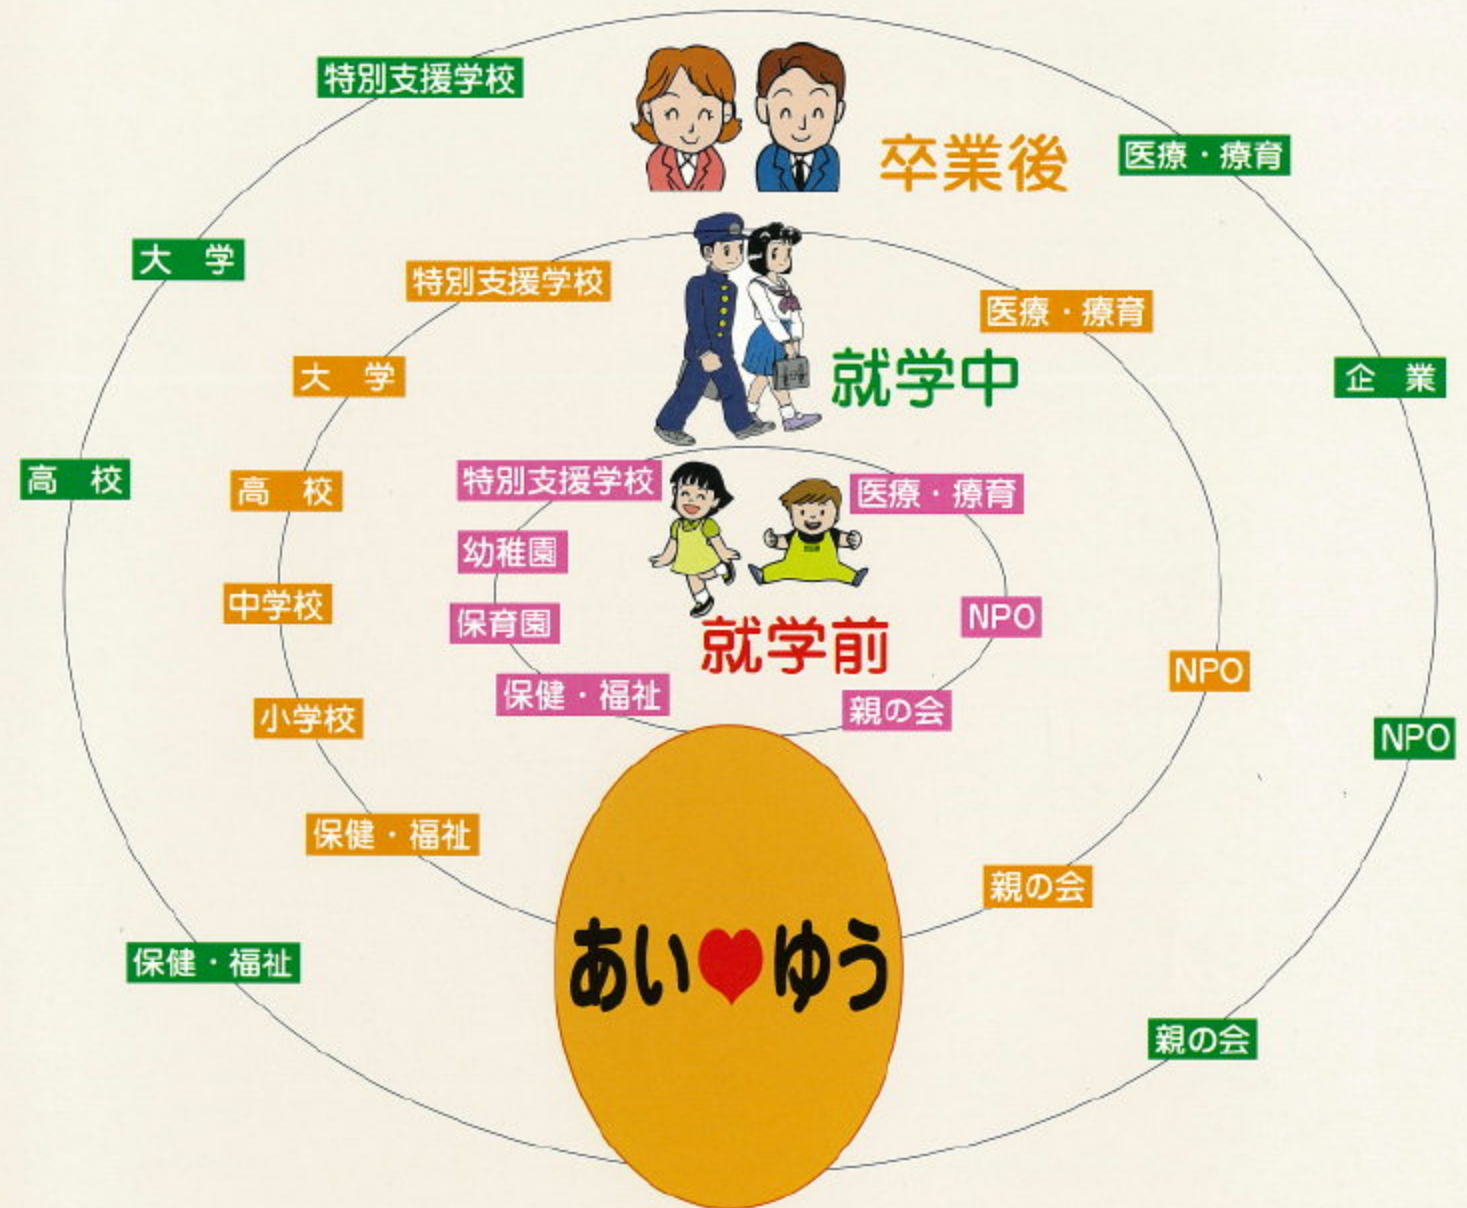 特別支援学校
卒業後
医療・療育
大　学
特別支援学校
医療・療育
大　学
就学中
企　業
高　校
高　校
特別支援学校
医療・療育
幼稚園
中学校
保育園
NPO
就学前
NPO
保健・福祉
親の会
小学校
NPO
保健・福祉
親の会
あい♥ゆう
保健・福祉
親の会